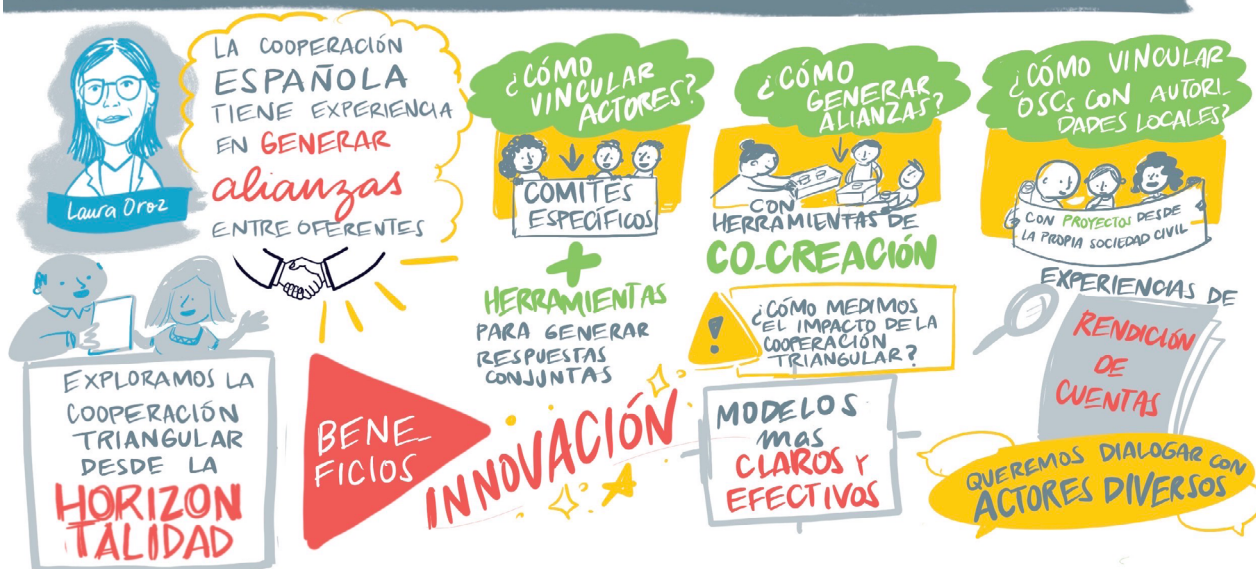 LA COOPERACIÓN
ESPAÑOLA
TIENE EXPERIENCIA
EN GENERAR
alianzas
ENTRE OFERENTES
Laura Oroz
EXPLORAMOS LA
COOPERACIÓN
TRIANGULAR
DESDE LA
HORIZON
TALIDAD
BENE_
FICIOS
INNOVACIÓN
¿CÓMO
VINCULAR
ACTORES?
COMITÉS
ESPECÍFICOS
+
HERRAMIENTAS
PARA GENERAR
RESPUESTAS
CONJUNTAS
¿CÓMO
GENERAR
ALIANZAS?
CON
HERRAMIENTAS DE
CO-CREACIÓN
!
¿CÓMO MEDIMOS
EL IMPACTO DE LA
COOPERACIÓN
TRIANGULAR?
MODELOS
mas
CLAROS Y
EFECTIVOS
¿CÓMO VINCULAR
OSCs CON AUTORI-
DADES LOCALES?
CON PROYECTOS DESDE
LA PROPIA SOCIEDAD CIVIL
EXPERIENCIAS DE
RENDICIÓN
DE
CUENTAS
QUEREMOS DIALOGAR CON
ACTORES DIVERSOS